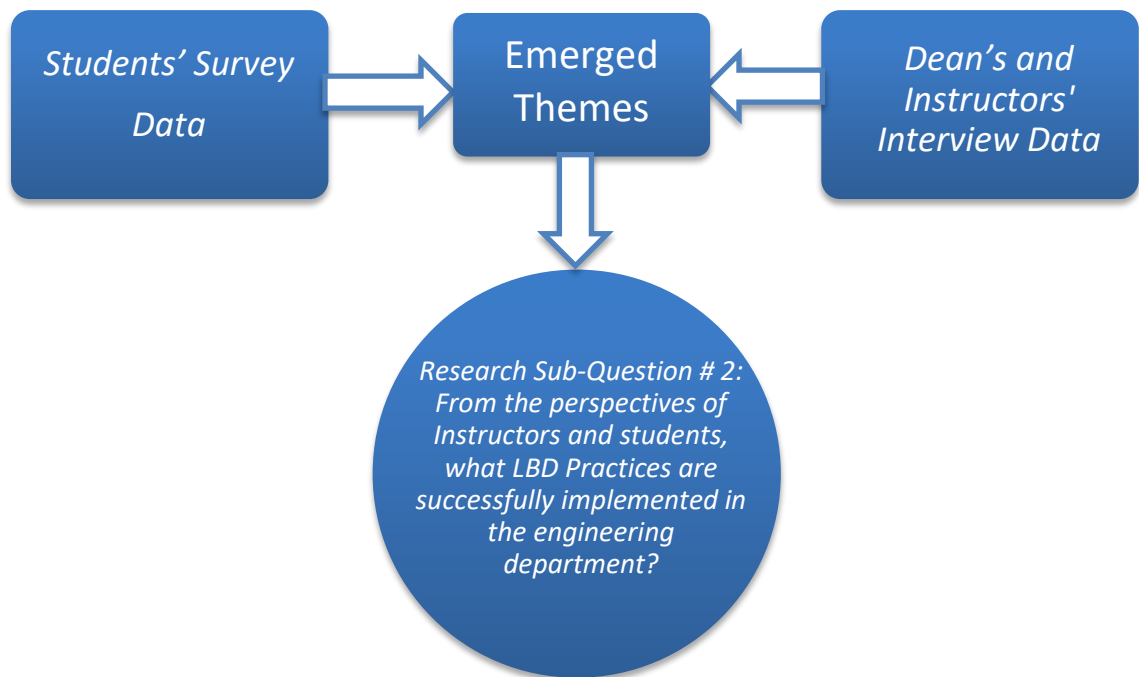 Students’ Survey
Data
Emerged
Themes
Dean’s and
Instructors'
Interview Data
Research Sub-Question # 2:
From the perspectives of
Instructors and students,
what LBD Practices are
successfully implemented in
the engineering
department?